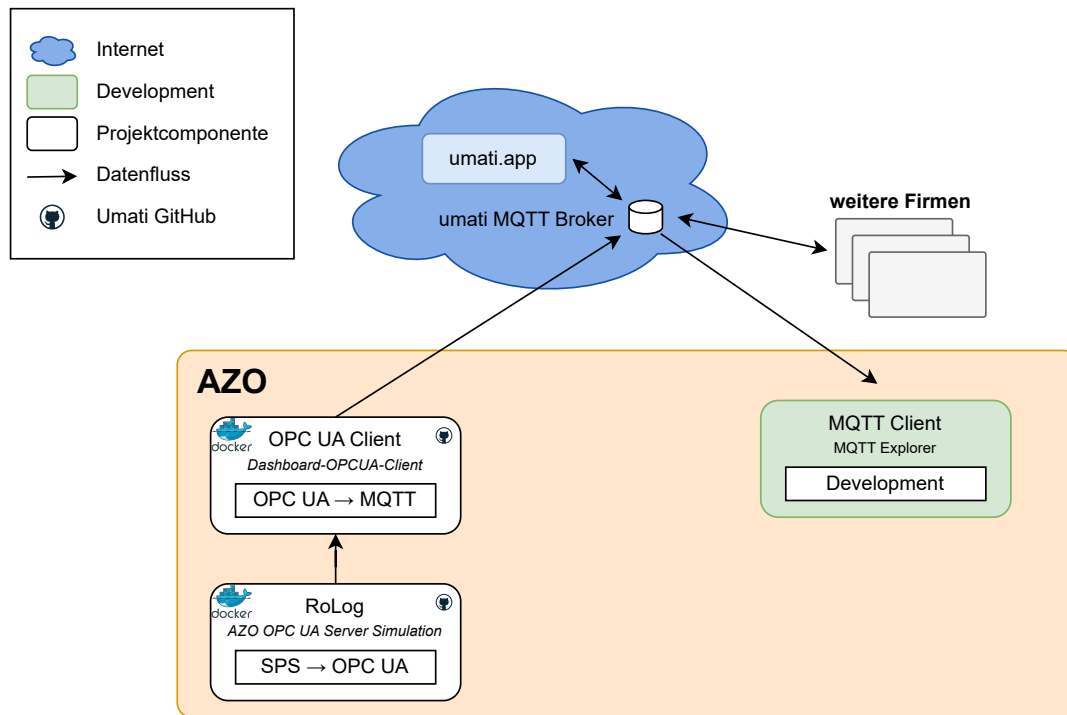 Internet
Development
Projektcomponente
Datenfluss
Umati GitHub
umati.app
umati MQTT Broker
weitere Firmen
AZO
docker
OPC UA Client
Dashboard-OPCUA-Client
OPC UA → MQTT
MQTT Client
MQTT Explorer
Development
docker
RoLog
AZO OPC UA Server Simulation
SPS → OPC UA